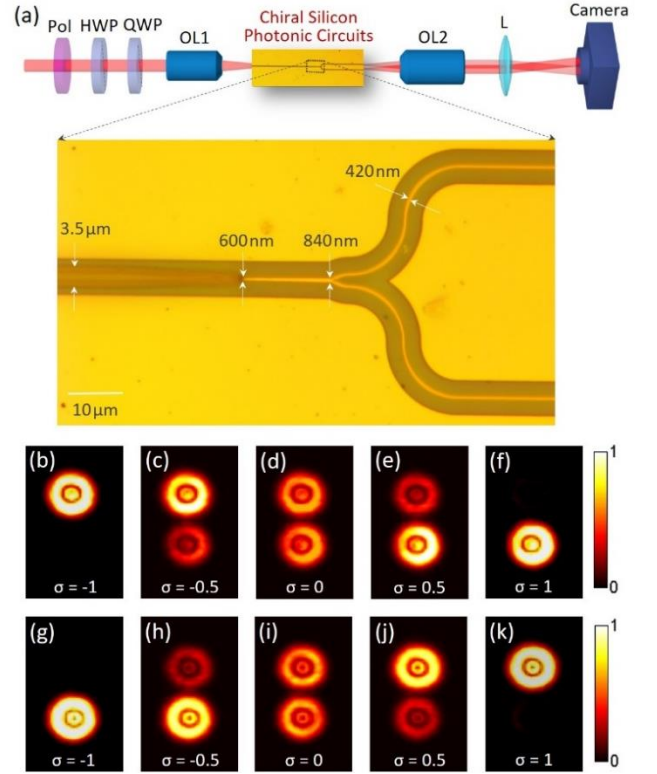 (a)
Pol HWP QWP OL1 Chiral Silicon Photonic Circuits OL2 L Camera
420nm
3.5µm
600nm 840nm
10µm
(b) (c) (d) (e) (f) 1
σ = -1 σ = -0.5 σ = 0 σ = 0.5 σ = 1 0
(g) (h) (i) (j) (k) 1
σ = -1 σ = -0.5 σ = 0 σ = 0.5 σ = 1 0